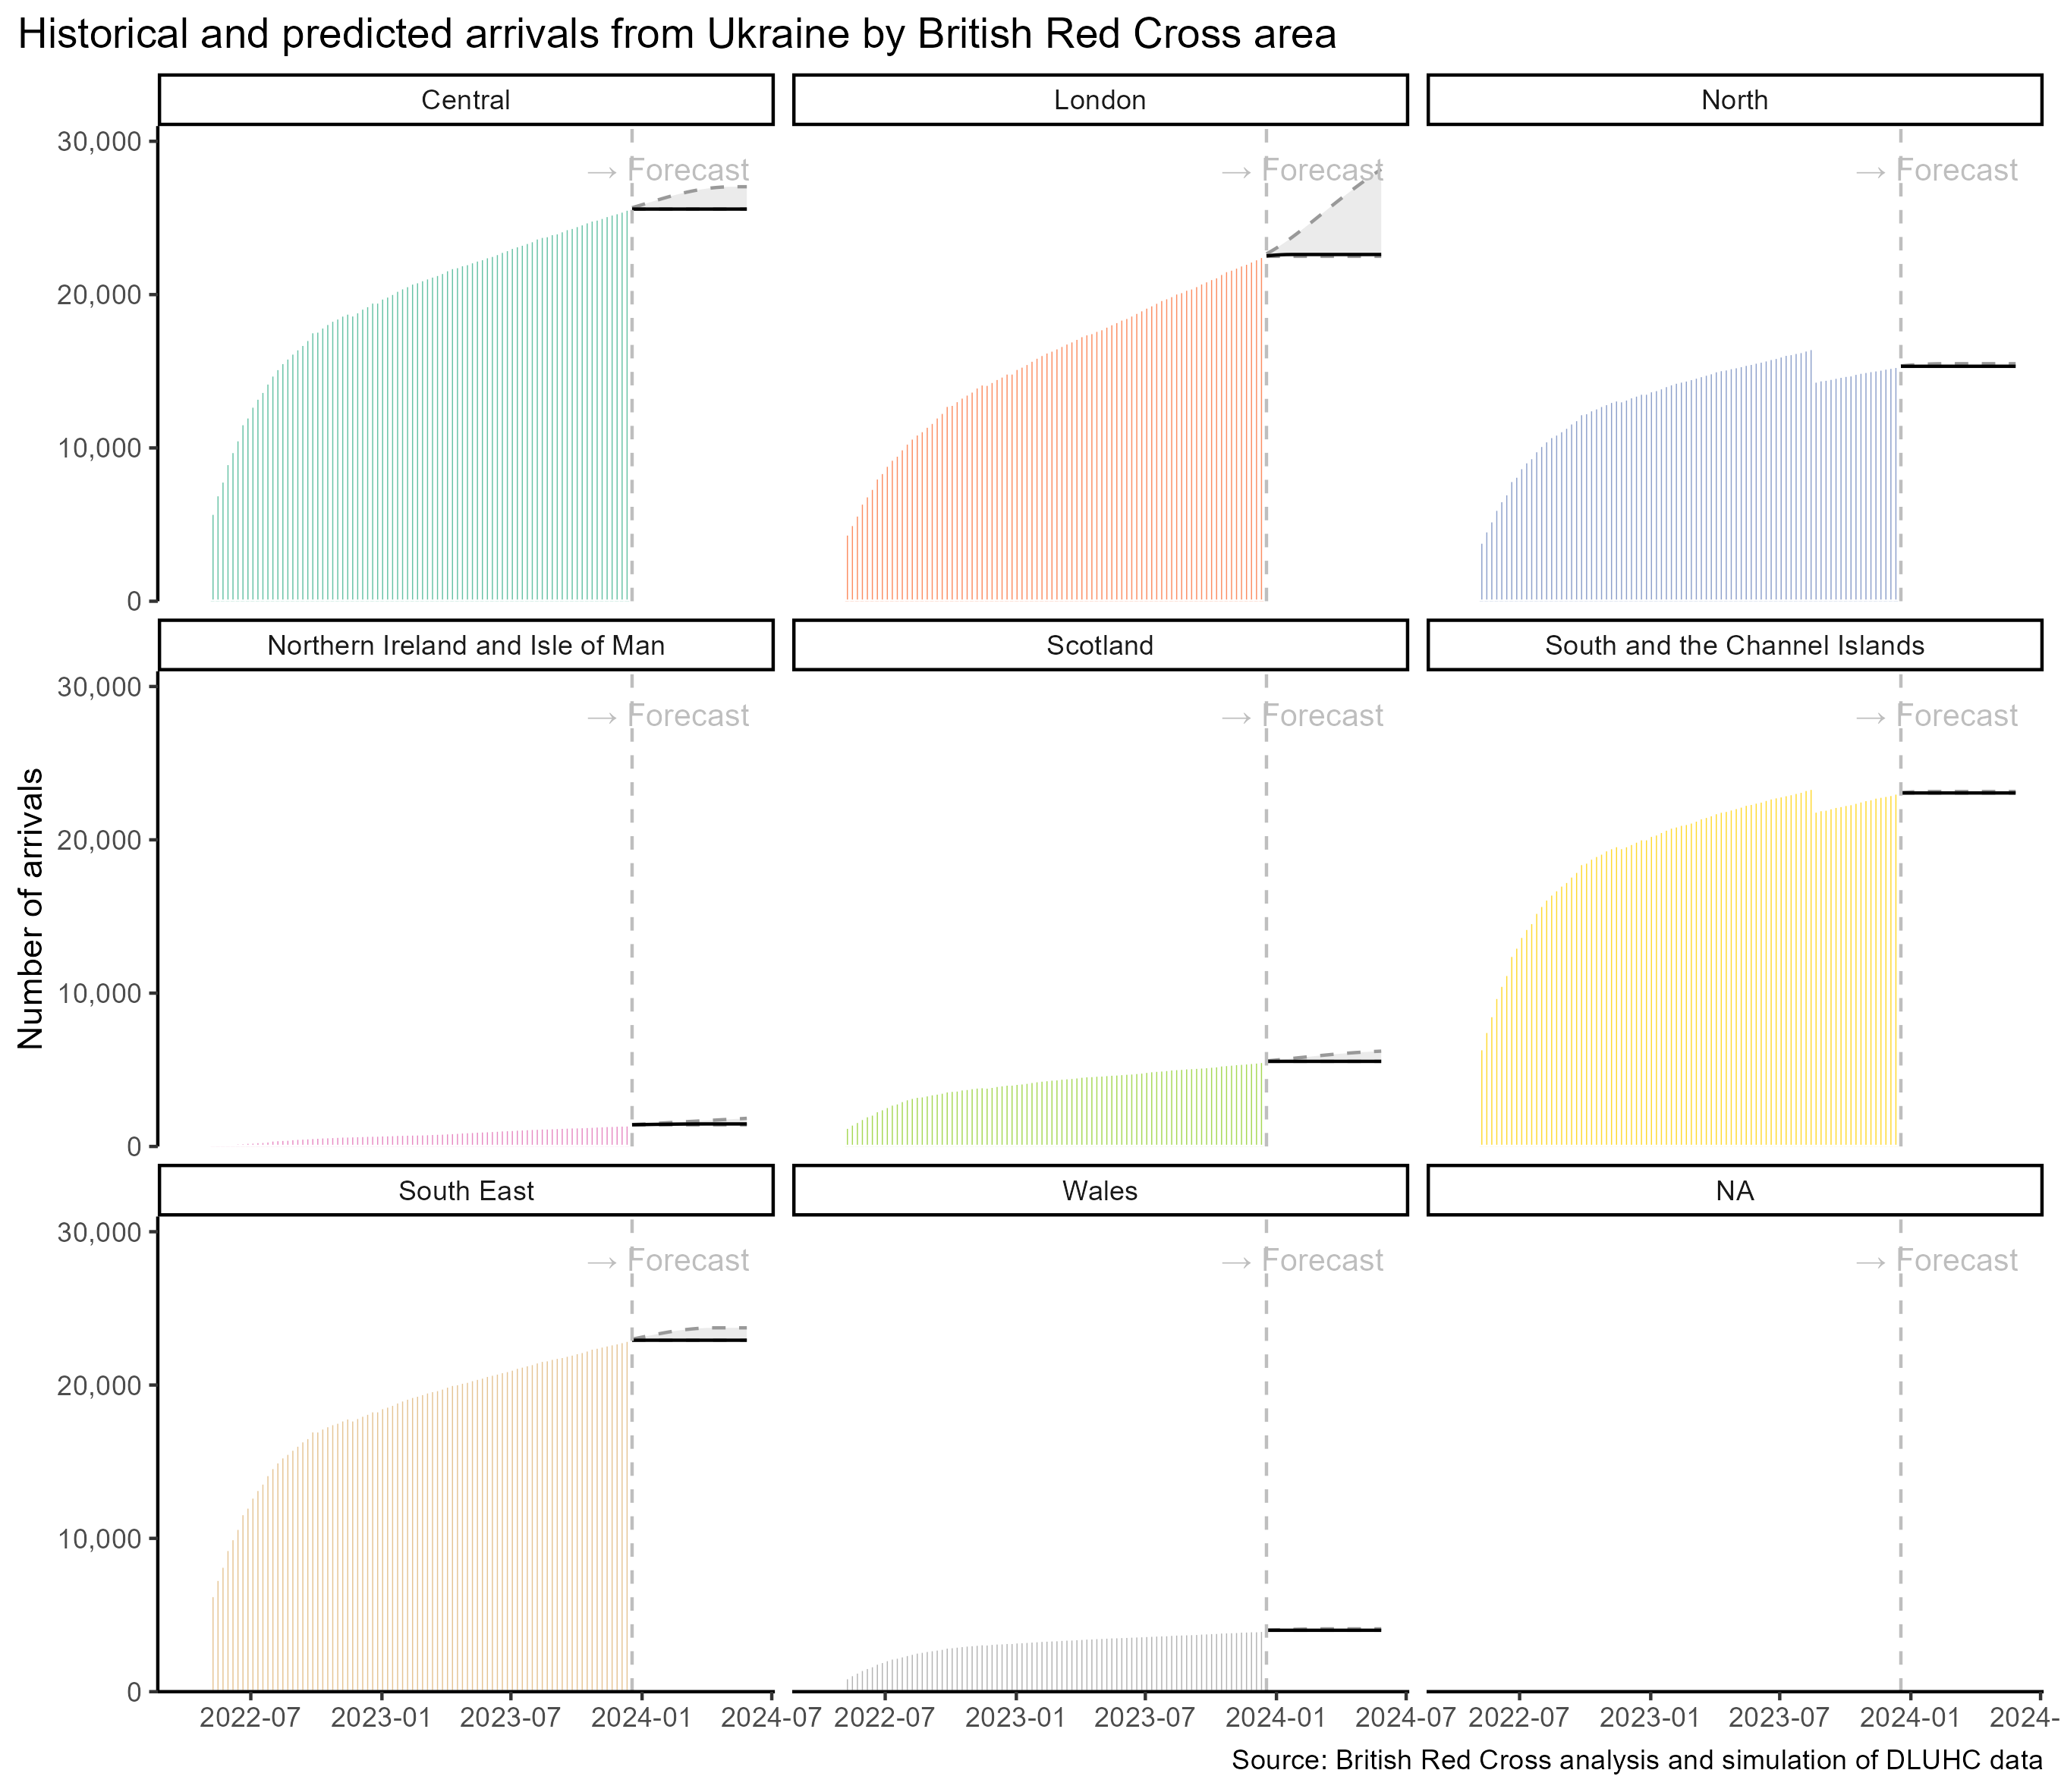 Historical and predicted arrivals from Ukraine by British Red Cross area
Central
London
North
30,000
20,000
10,000
0
→ Forecast
→ Forecast
→ Forecast
Northern Ireland and Isle of Man
Scotland
South and the Channel Islands
30,000
20,000
10,000
0
→ Forecast
→ Forecast
→ Forecast
Number of arrivals
South East
Wales
NA
30,000
20,000
10,000
0
→ Forecast
→ Forecast
→ Forecast
2022-07 2023-01 2023-07 2024-01 2024-07
2022-07 2023-01 2023-07 2024-01 2024-07
2022-07 2023-01 2023-07 2024-01 2024-
Source: British Red Cross analysis and simulation of DLUHC data